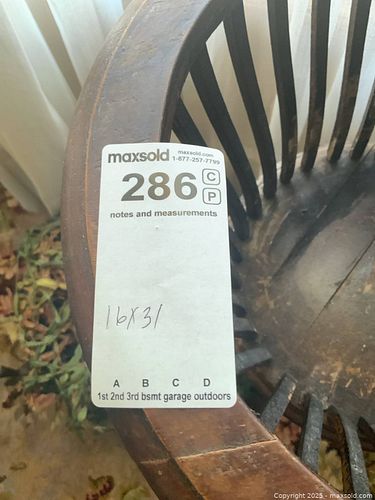 maxsold maxsold.com
1-877-257-7799
286 C
P
notes and measurements
16x31
A B C D
1st 2nd 3rd bsmt garage outdoors
Copyright 2025 - maxsold.com